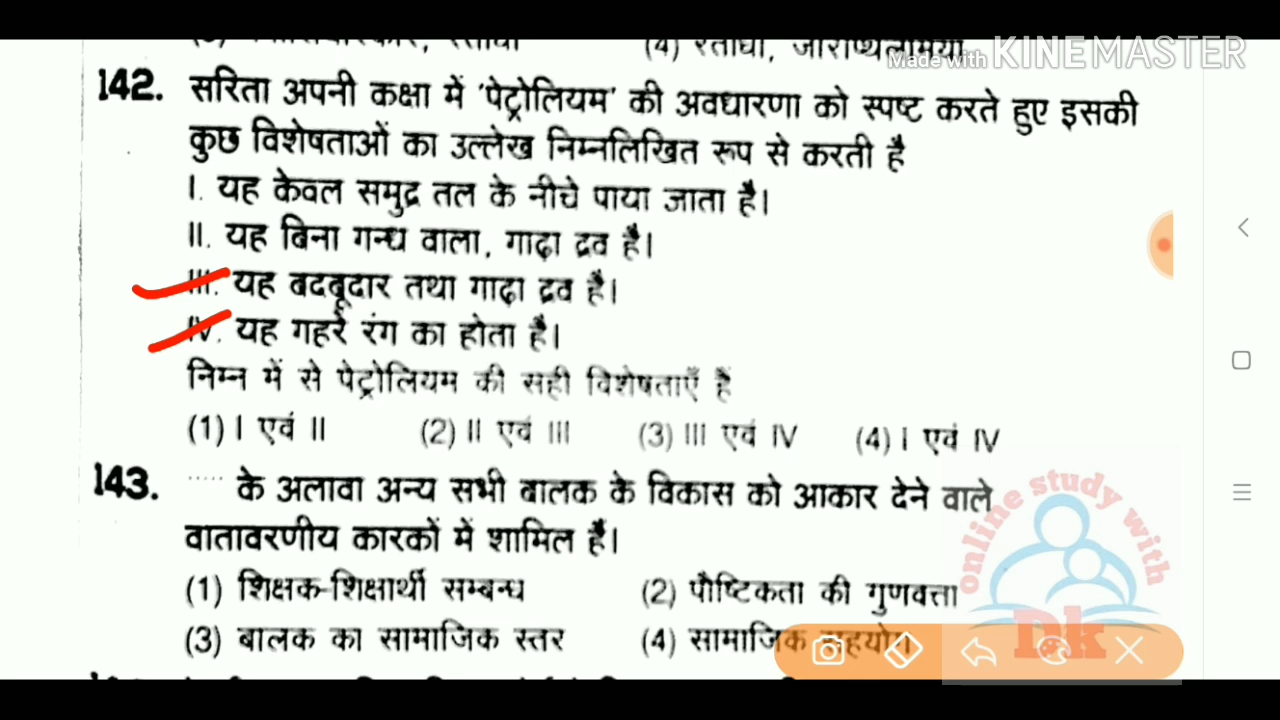 Made with KINEMASTER
(4) रतौंधी,
142. सरिता अपनी कक्षा में 'पेट्रोलियम' की अवधारणा को स्पष्ट करते हुए इसकी
कुछ विशेषताओं का उल्लेख निम्नलिखित रूप से करती है
I. यह केवल समुद्र तल के नीचे पाया जाता है।
II. यह बिना गन्ध वाला, गाढ़ा द्रव है।
III. यह बदबूदार तथा गाढ़ा द्रव है।
IV. यह गहरे रंग का होता है।
निम्न में से पेट्रोलियम की सही विशेषताएँ हैं
(1) I एवं II (2) II एवं III (3) III एवं IV (4) I एवं IV
143. ..... के अलावा अन्य सभी बालक के विकास को आकार देने वाले
वातावरणीय कारकों में शामिल हैं।
(1) शिक्षक-शिक्षार्थी सम्बन्ध (2) पौष्टिकता की गुणवत्ता
(3) बालक का सामाजिक स्तर (4) सामाजिक सहयोग
online study with
Dk